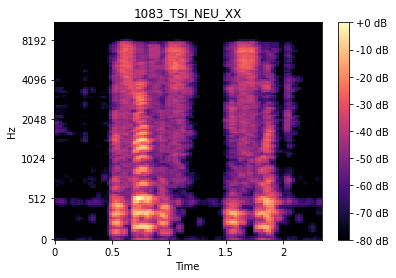 1083_TSI_NEU_XX
+0 dB
8192
-10 dB
4096
-20 dB
-30 dB
Hz
2048
-40 dB
1024
-50 dB
-60 dB
512
-70 dB
0
-80 dB
0 0.5 1 1.5 2
Time